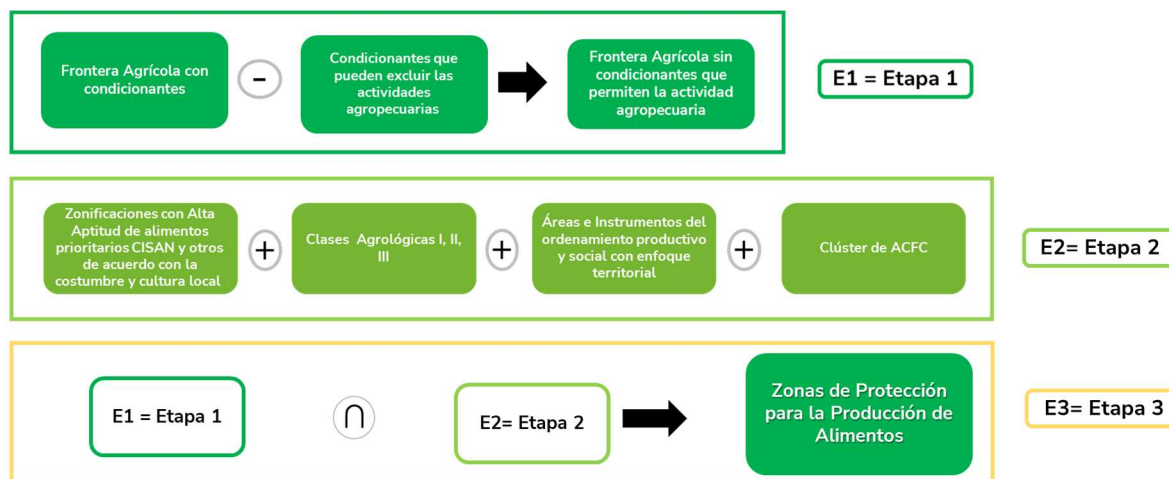 Frontera Agrícola con
condicionantes
-
Condicionantes que
pueden excluir las
actividades
agropecuarias
Frontera Agrícola sin
condicionantes que
permiten la actividad
agropecuaria
E1 = Etapa 1
Zonificaciones con Alta
Aptitud de alimentos
prioritarios CISAN y otros
de acuerdo con la
costumbre y cultura local
+
Clases Agrológicas I, II,
III
+
Áreas e Instrumentos del
ordenamiento productivo
y social con enfoque
territorial
+
Clúster de ACFC
E2= Etapa 2
E1 = Etapa 1
∩
E2= Etapa 2
Zonas de Protección
para la Producción de
Alimentos
E3= Etapa 3